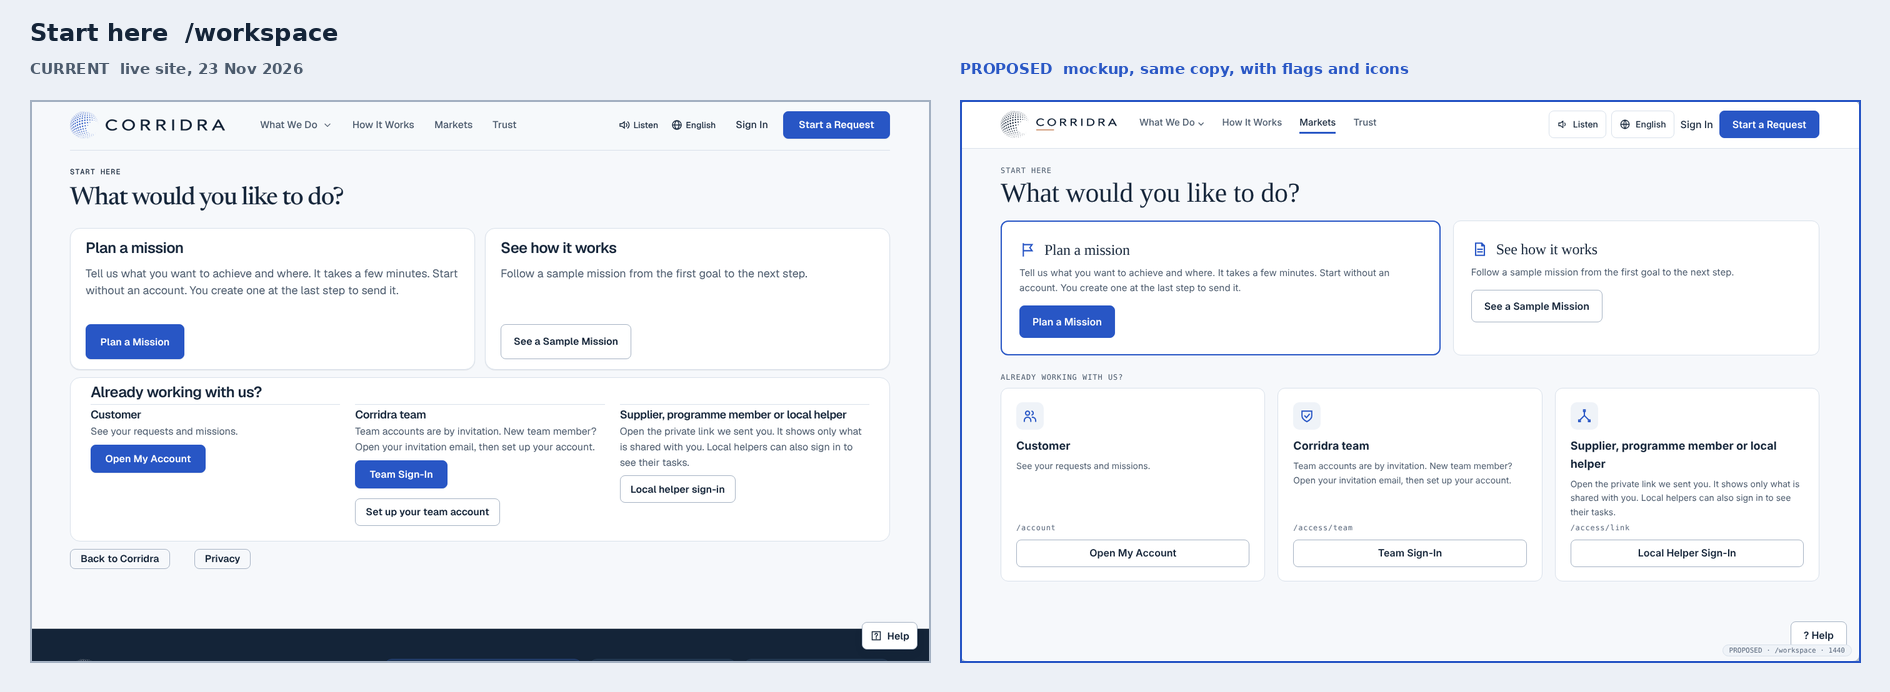 Start here /workspace
CURRENT live site, 23 Nov 2026
CORRIDRA
What We Do
How It Works
Markets
Trust
Listen
English
Sign In
Start a Request
START HERE
What would you like to do?
Plan a mission
Tell us what you want to achieve and where. It takes a few minutes. Start
without an account. You create one at the last step to send it.
Plan a Mission
See how it works
Follow a sample mission from the first goal to the next step.
See a Sample Mission
Already working with us?
Customer
See your requests and missions.
Open My Account
Corridra team
Team accounts are by invitation. New team member?
Open your invitation email, then set up your account.
Team Sign-In
Set up your team account
Supplier, programme member or local helper
Open the private link we sent you. It shows only what
is shared with you. Local helpers can also sign in to
see their tasks.
Local helper sign-in
Back to Corridra
Privacy
? Help
PROPOSED mockup, same copy, with flags and icons
CORRIDRA
What We Do
How It Works
Markets
Trust
Listen
English
Sign In
Start a Request
START HERE
What would you like to do?
Plan a mission
Tell us what you want to achieve and where. It takes a few minutes. Start without an
account. You create one at the last step to send it.
Plan a Mission
See how it works
Follow a sample mission from the first goal to the next step.
See a Sample Mission
ALREADY WORKING WITH US?
Customer
See your requests and missions.
/account
Open My Account
Corridra team
Team accounts are by invitation. New team member?
Open your invitation email, then set up your account.
/access/team
Team Sign-In
Supplier, programme member or local
helper
Open the private link we sent you. It shows only what is
shared with you. Local helpers can also sign in to see
their tasks.
/access/link
Local Helper Sign-In
? Help
PROPOSED · /workspace · 1440